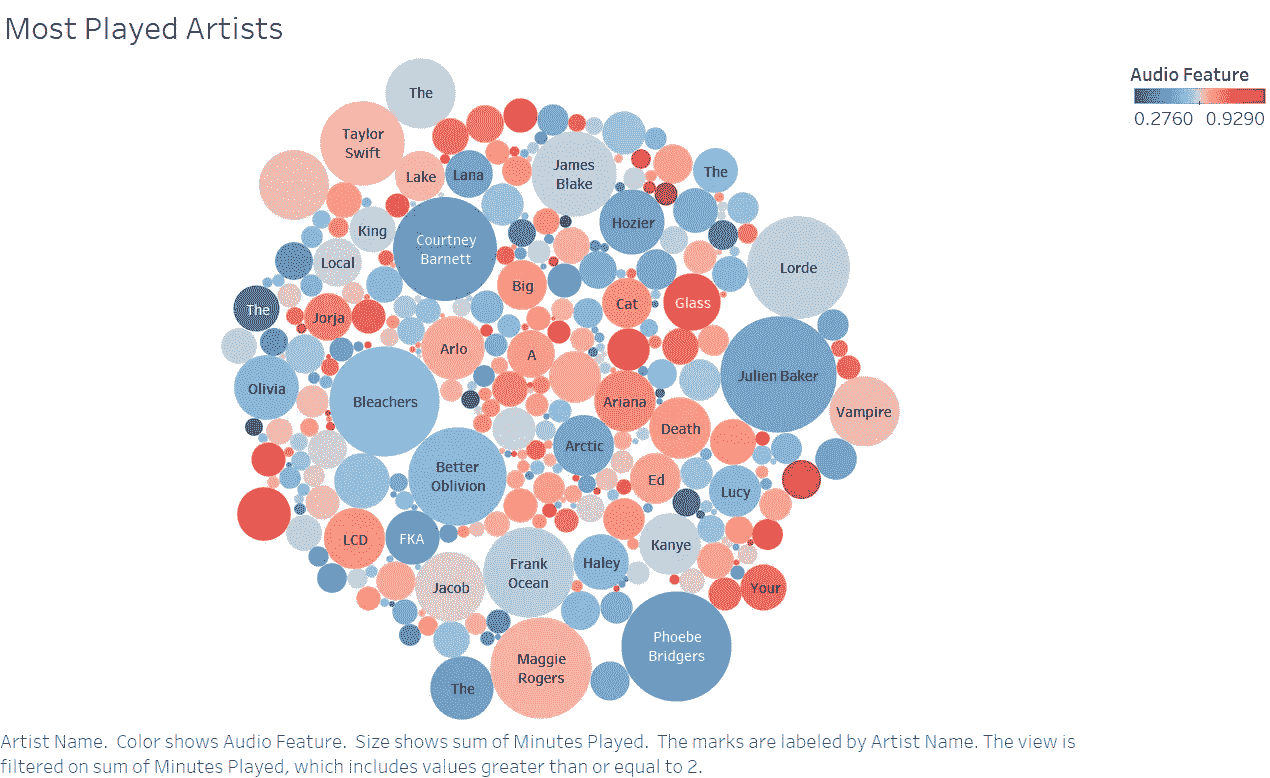 Most Played Artists
Audio Feature
0.2760 0.9290
The
Taylor
Swift
Lake
Lana
James
Blake
The
King
Courtney
Barnett
Hozier
Local
Lorde
The
Jorja
Big
Cat
Glass
Arlo
A
Olivia
Bleachers
Julien Baker
Ariana
Vampire
Death
Arctic
Better
Oblivion
Ed
Lucy
LCD
FKA
Kanye
Frank
Ocean
Haley
Jacob
Your
Phoebe
Bridgers
Maggie
Rogers
The
Artist Name. Color shows Audio Feature. Size shows sum of Minutes Played. The marks are labeled by Artist Name. The view is
filtered on sum of Minutes Played, which includes values greater than or equal to 2.